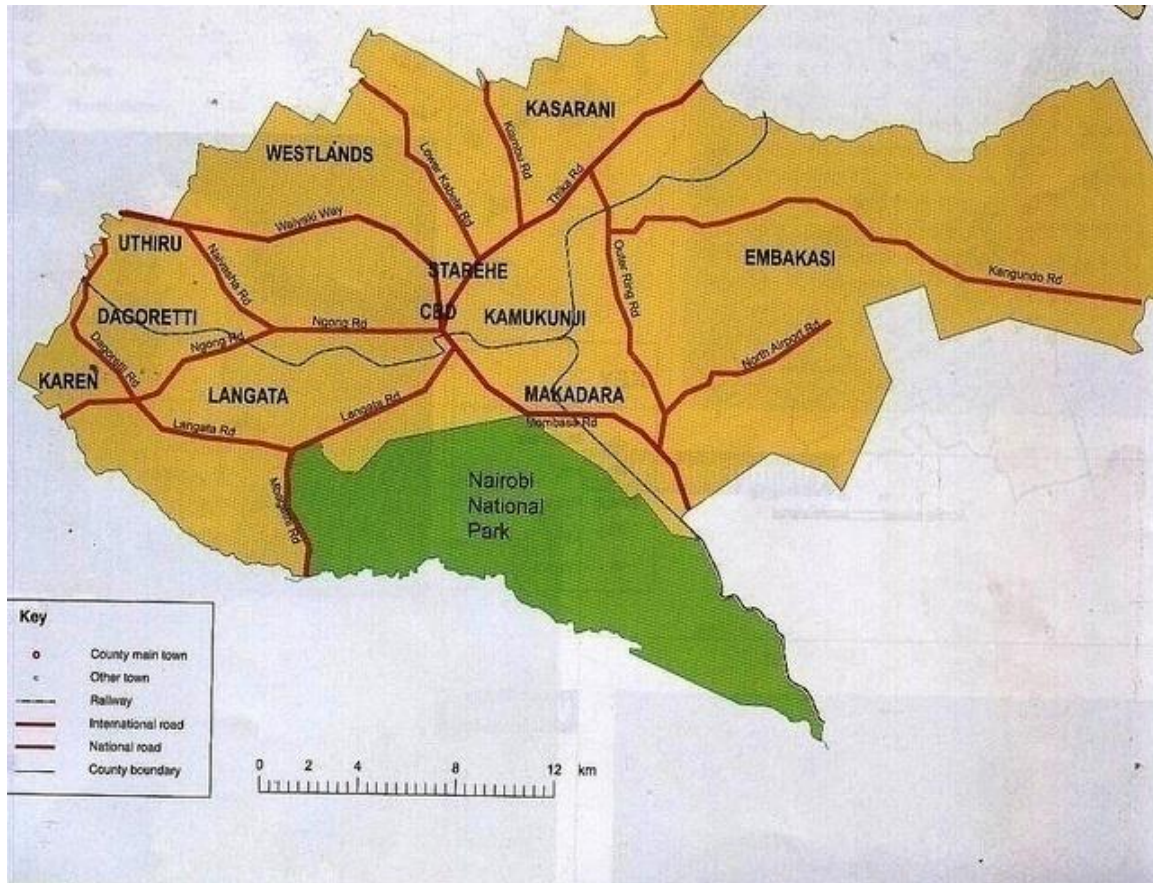 KASARANI
WESTLANDS
Kiambu Rd
Lower Kabete Rd
Thika Rd
Waiyaki Way
UTHIRU
Naivasha Rd
STAREHE
EMBAKASI
Outer Ring Rd
Kangundo Rd
DAGORETTI
CBD
KAMUKUNJI
Ngong Rd
Ngong Rd
North Airport Rd
Dagoretti Rd
KAREN
LANGATA
MAKADARA
Langata Rd
Langata Rd
Mombasa Rd
Nairobi
National
Park
Key
County main town
Other town
Railway
International road
National road
County boundary
0 2 4 8 12 km